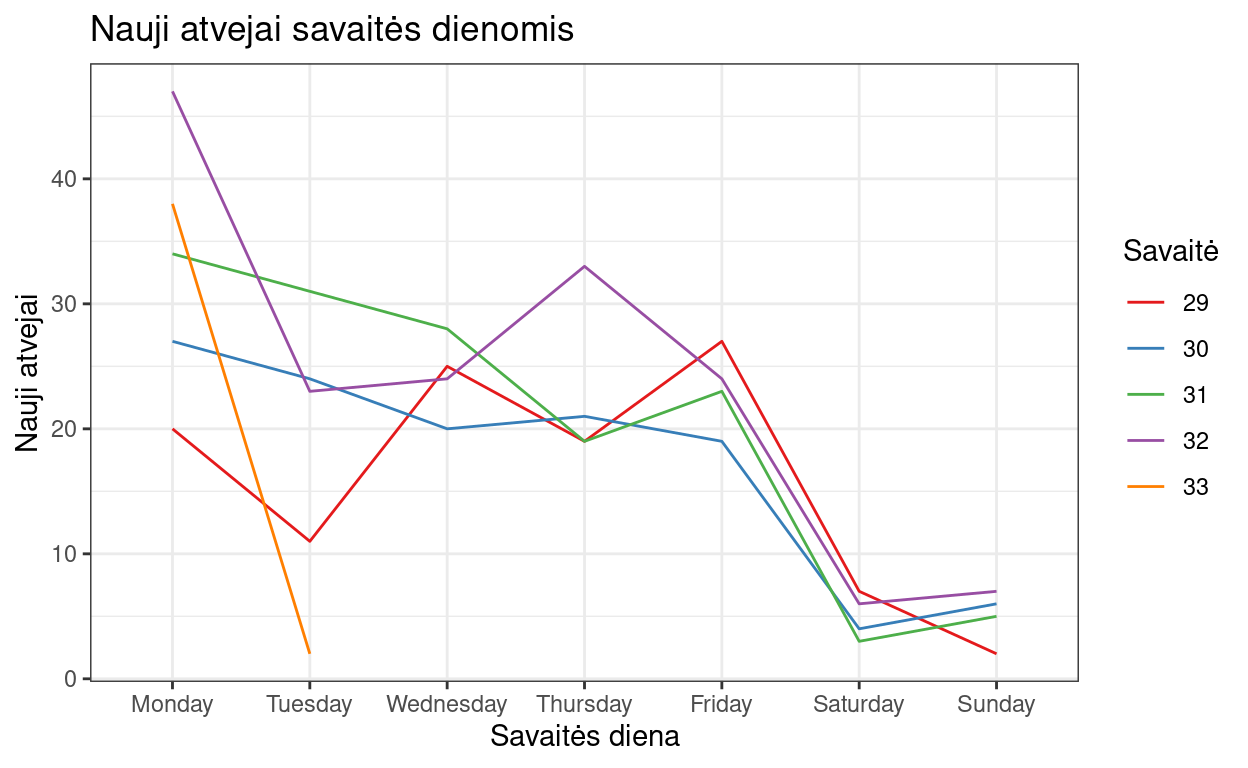 Nauji atvejai savaitės dienomis
Nauji atvejai
40
30
20
10
0
Monday Tuesday Wednesday Thursday Friday Saturday Sunday
Savaitės diena
Savaitė
29
30
31
32
33